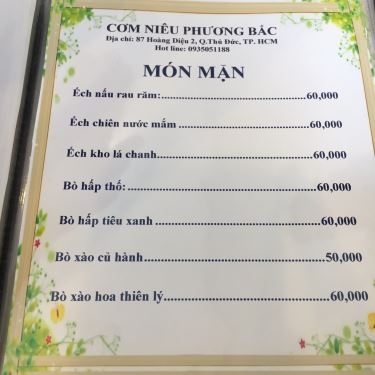 CƠM NIÊU PHƯƠNG BẮC
Địa chỉ: 87 Hoàng Diệu 2, Q.Thủ Đức, TP. HCM
Hot line: 0935051188
MÓN MẶN
Ếch nấu rau răm:...............................60,000
Ếch chiên nước mắm.............................60,000
Ếch kho lá chanh...............................60,000
Bò hấp thố:....................................60,000
Bò hấp tiêu xanh...............................60,000
Bò xào củ hành.................................50,000
Bò xào hoa thiên lý............................60,000